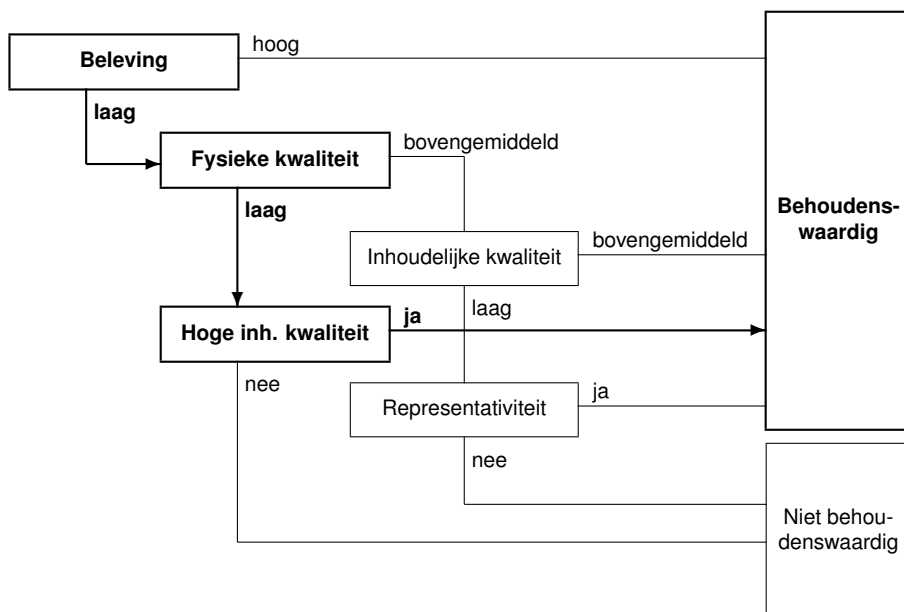 hoog
Beleving
laag
bovengemiddeld
Fysieke kwaliteit
laag
Behoudens-
waardig
bovengemiddeld
Inhoudelijke kwaliteit
laag
ja
Hoge inh. kwaliteit
nee
ja
Representativiteit
nee
Niet behou-
denswaardig